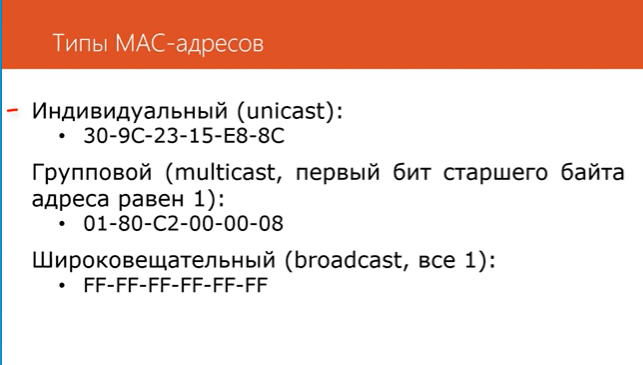 Типы MAC-адресов
Индивидуальный (unicast):
• 30-9C-23-15-E8-8C
Групповой (multicast, первый бит старшего байта
адреса равен 1):
• 01-80-C2-00-00-08
Широковещательный (broadcast, все 1):
• FF-FF-FF-FF-FF-FF